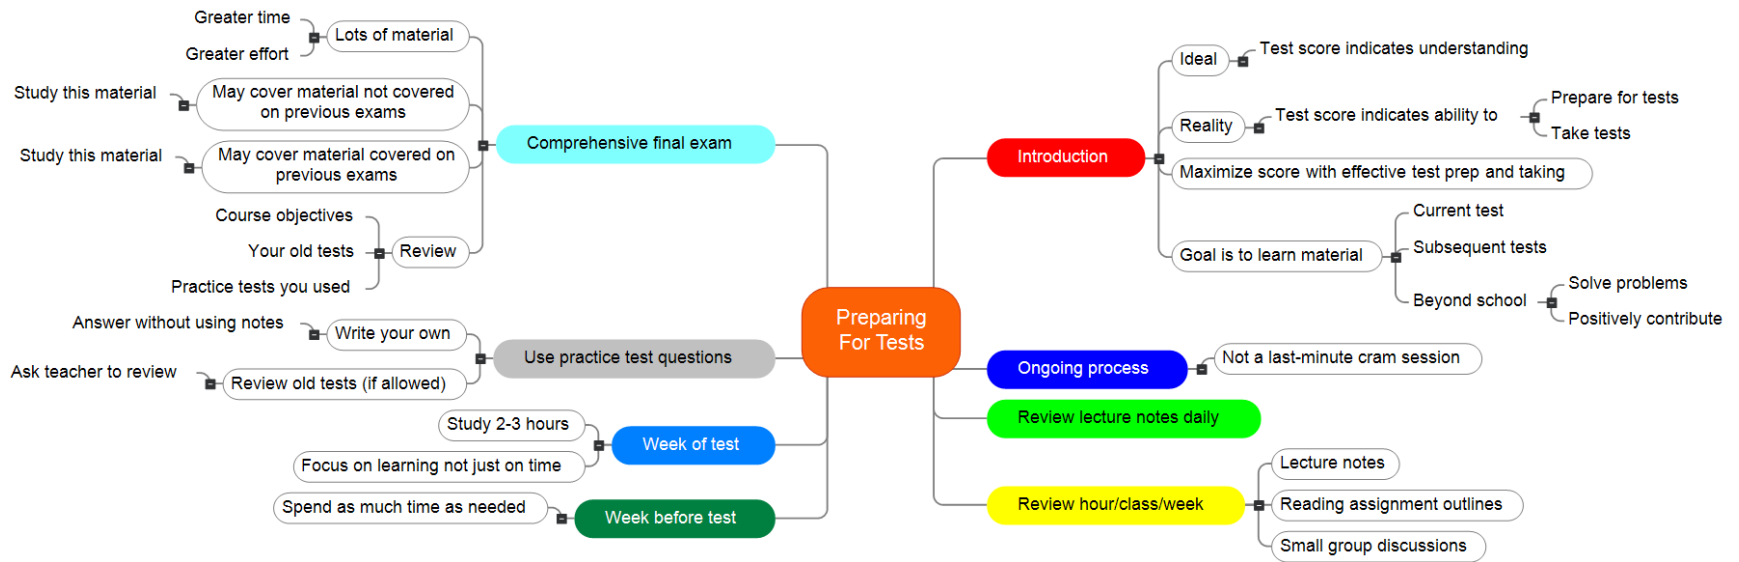 Preparing
For Tests
Introduction
Ideal
Test score indicates understanding
Reality
Test score indicates ability to
Prepare for tests
Take tests
Maximize score with effective test prep and taking
Goal is to learn material
Current test
Subsequent tests
Beyond school
Solve problems
Positively contribute
Ongoing process
Not a last-minute cram session
Review lecture notes daily
Review hour/class/week
Lecture notes
Reading assignment outlines
Small group discussions
Comprehensive final exam
Lots of material
Greater time
Greater effort
May cover material not covered
on previous exams
Study this material
May cover material covered on
previous exams
Study this material
Review
Course objectives
Your old tests
Practice tests you used
Use practice test questions
Write your own
Answer without using notes
Review old tests (if allowed)
Ask teacher to review
Week of test
Study 2-3 hours
Focus on learning not just on time
Week before test
Spend as much time as needed